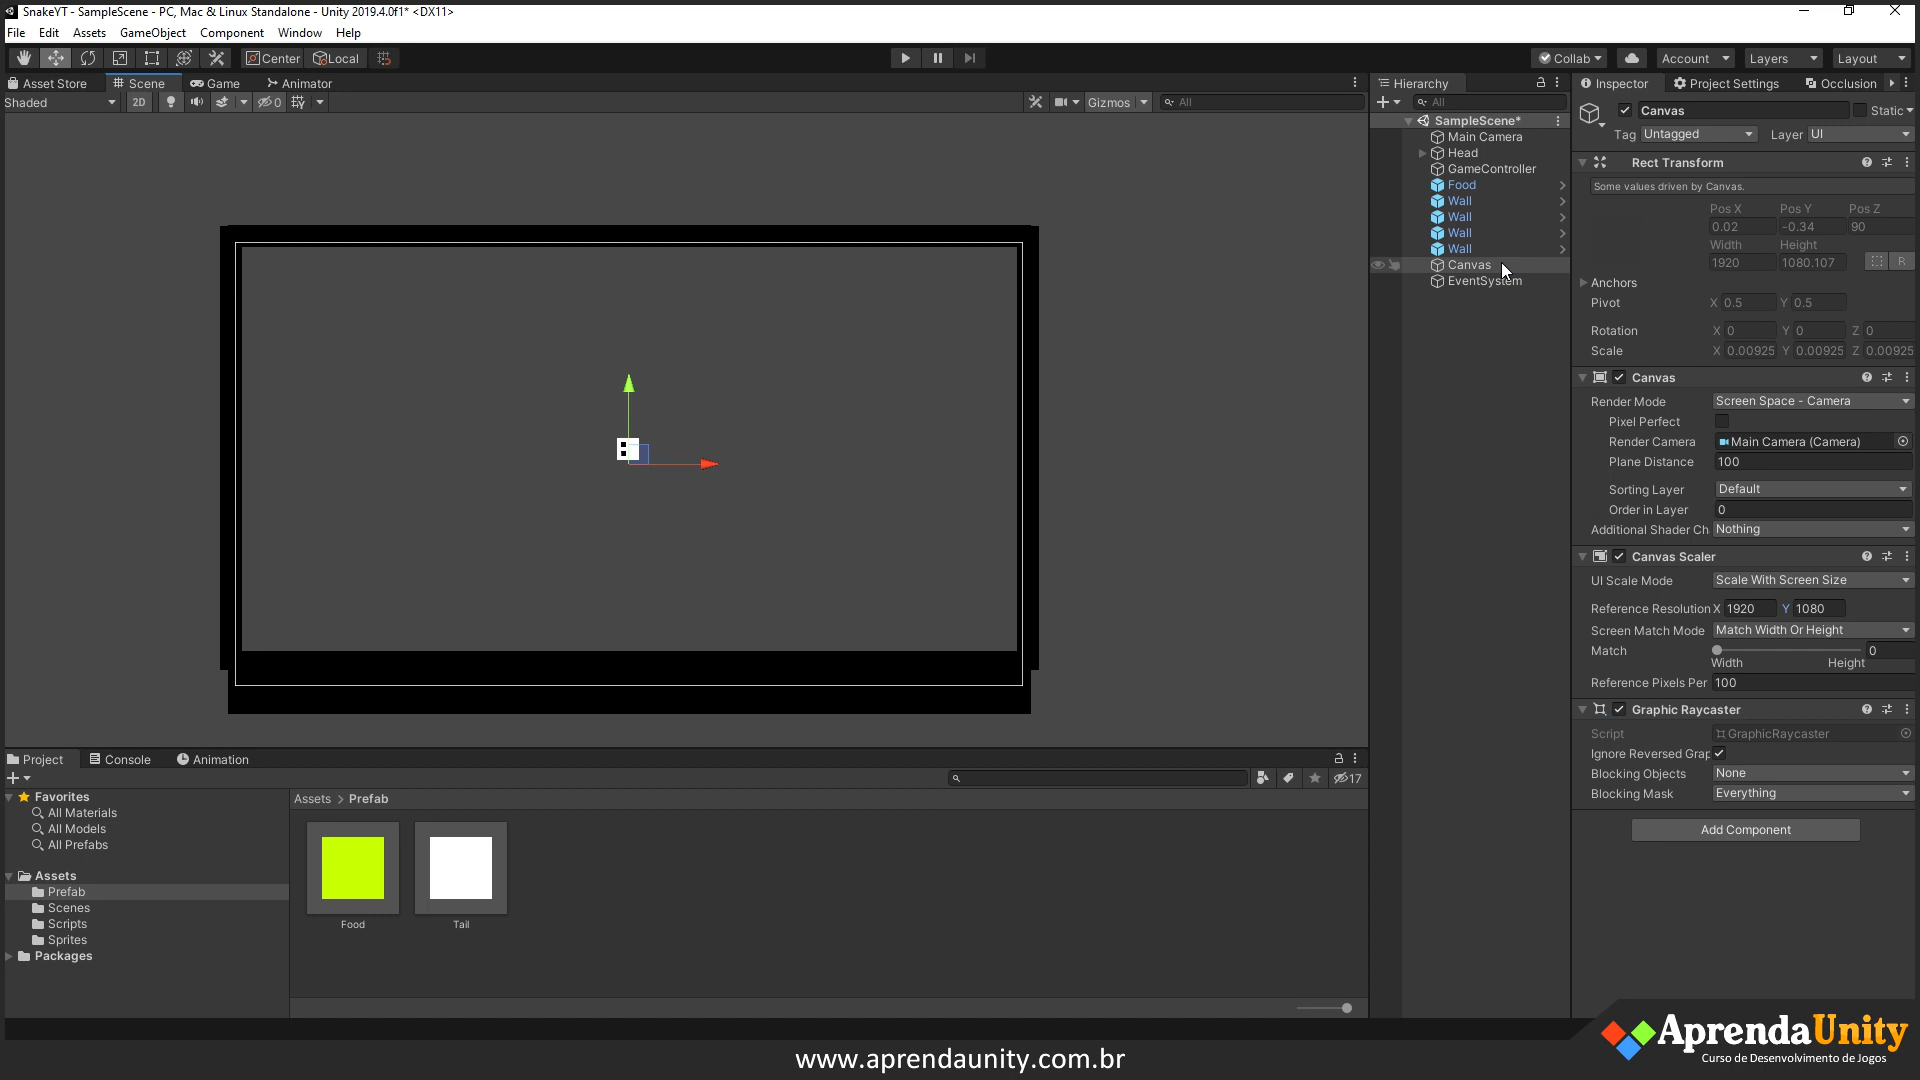 SnakeYT - SampleScene - PC, Mac & Linux Standalone - Unity 2019.4.0f1* <DX11>
File Edit Assets GameObject Component Window Help
Center Local Collab Account Layers Layout
Asset Store Scene Game Animator
Shaded 2D 0 Gizmos All
Hierarchy
All
SampleScene*
Main Camera
Head
GameController
Food
Wall
Wall
Wall
Wall
Canvas
EventSystem
Inspector Project Settings Occlusion
Canvas Static
Tag Untagged Layer UI
Rect Transform
Some values driven by Canvas.
Pos X Pos Y Pos Z
0.02 -0.34 90
Width Height
1920 1080.107 R
Anchors
Pivot X 0.5 Y 0.5
Rotation X 0 Y 0 Z 0
Scale X 0.00925 Y 0.00925 Z 0.00925
Canvas
Render Mode Screen Space - Camera
Pixel Perfect
Render Camera Main Camera (Camera)
Plane Distance 100
Sorting Layer Default
Order in Layer 0
Additional Shader Ch Nothing
Canvas Scaler
UI Scale Mode Scale With Screen Size
Reference Resolution X 1920 Y 1080
Screen Match Mode Match Width Or Height
Match 0
Width Height
Reference Pixels Per 100
Graphic Raycaster
Script GraphicRaycaster
Ignore Reversed Grap
Blocking Objects None
Blocking Mask Everything
Add Component
Project Console Animation
17
Favorites
All Materials
All Models
All Prefabs
Assets
Prefab
Scenes
Scripts
Sprites
Packages
Assets > Prefab
Food Tail
AprendaUnity
Curso de Desenvolvimento de Jogos
www.aprendaunity.com.br